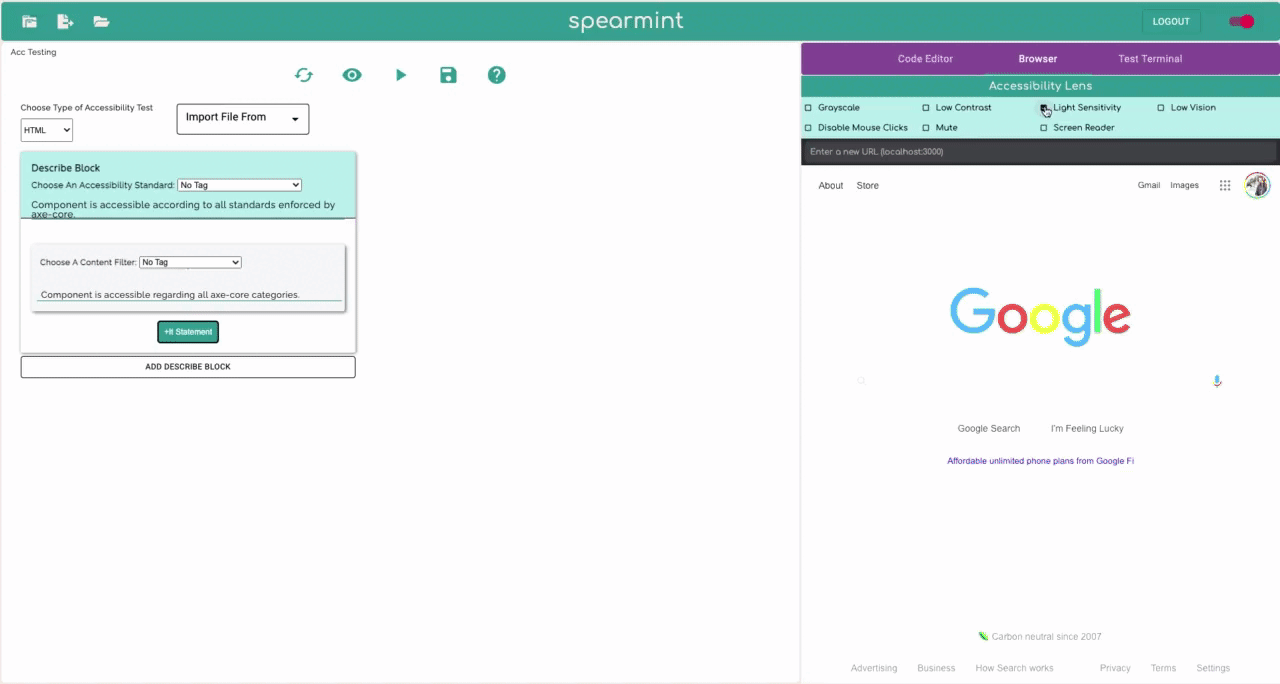 spearmint
LOGOUT
Acc Testing
Choose Type of Accessibility Test
HTML
Import File From
Describe Block
Choose An Accessibility Standard: No Tag
Component is accessible according to all standards enforced by
axe-core.
Choose A Content Filter: No Tag
Component is accessible regarding all axe-core categories.
+It Statement
ADD DESCRIBE BLOCK
Code Editor Browser Test Terminal
Accessibility Lens
Grayscale Low Contrast Light Sensitivity Low Vision
Disable Mouse Clicks Mute Screen Reader
Enter a new URL (localhost:3000)
About Store Gmail Images
Google
Google Search I'm Feeling Lucky
Affordable unlimited phone plans from Google Fi
Carbon neutral since 2007
Advertising Business How Search works Privacy Terms Settings